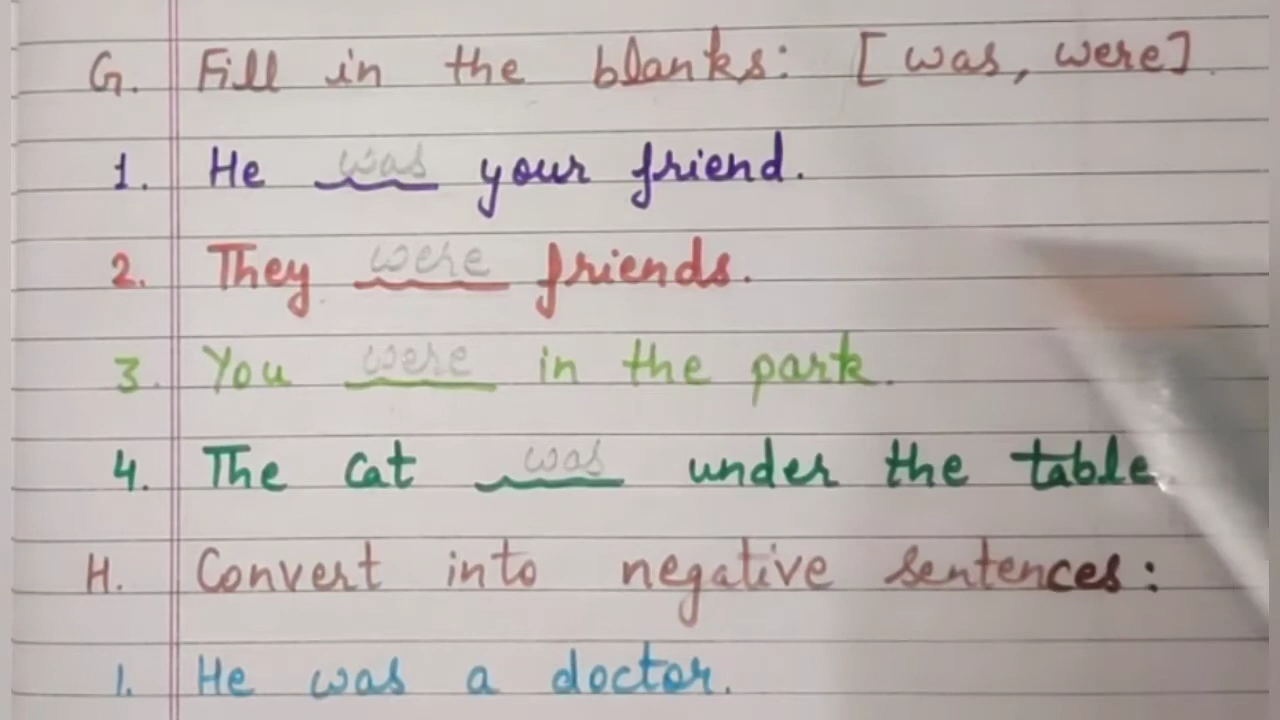 G. Fill in the blanks: [was, were]
1. He was your friend.
2. They were friends.
3. You were in the park.
4. The cat was under the table.
H. Convert into negative sentences:
1. He was a doctor.